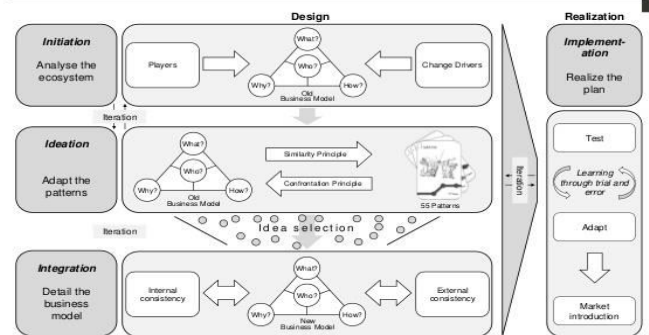 Design
Realization
Initiation
Analyse the
ecosystem
Players
What?
Who?
Why?
How?
Old
Business Model
Change Drivers
Iteration
Ideation
Adapt the
patterns
What?
Who?
Why?
How?
Old
Business Model
Similarity Principle
Confrontation Principle
55 Patterns
Iteration
Idea selection
Integration
Detail the
business
model
Internal
consistency
What?
Who?
Why?
How?
New
Business Model
External
consistency
Iteration
Implement-
ation
Realize the
plan
Test
Learning
through trial and
error
Adapt
Market
introduction